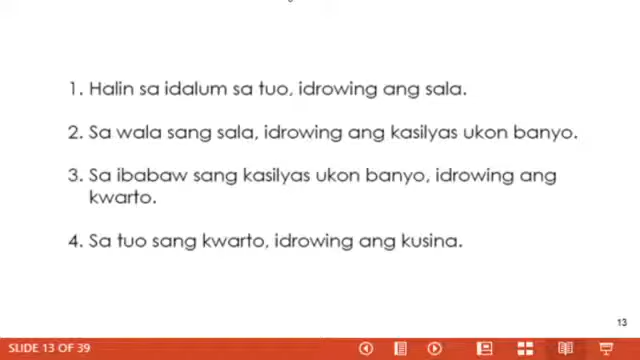 1. Halin sa idalum sa tuo, idrowing ang sala.
2. Sa wala sang sala, idrowing ang kasilyas ukon banyo.
3. Sa ibabaw sang kasilyas ukon banyo, idrowing ang
kwarto.
4. Sa tuo sang kwarto, idrowing ang kusina.
13
SLIDE 13 OF 39